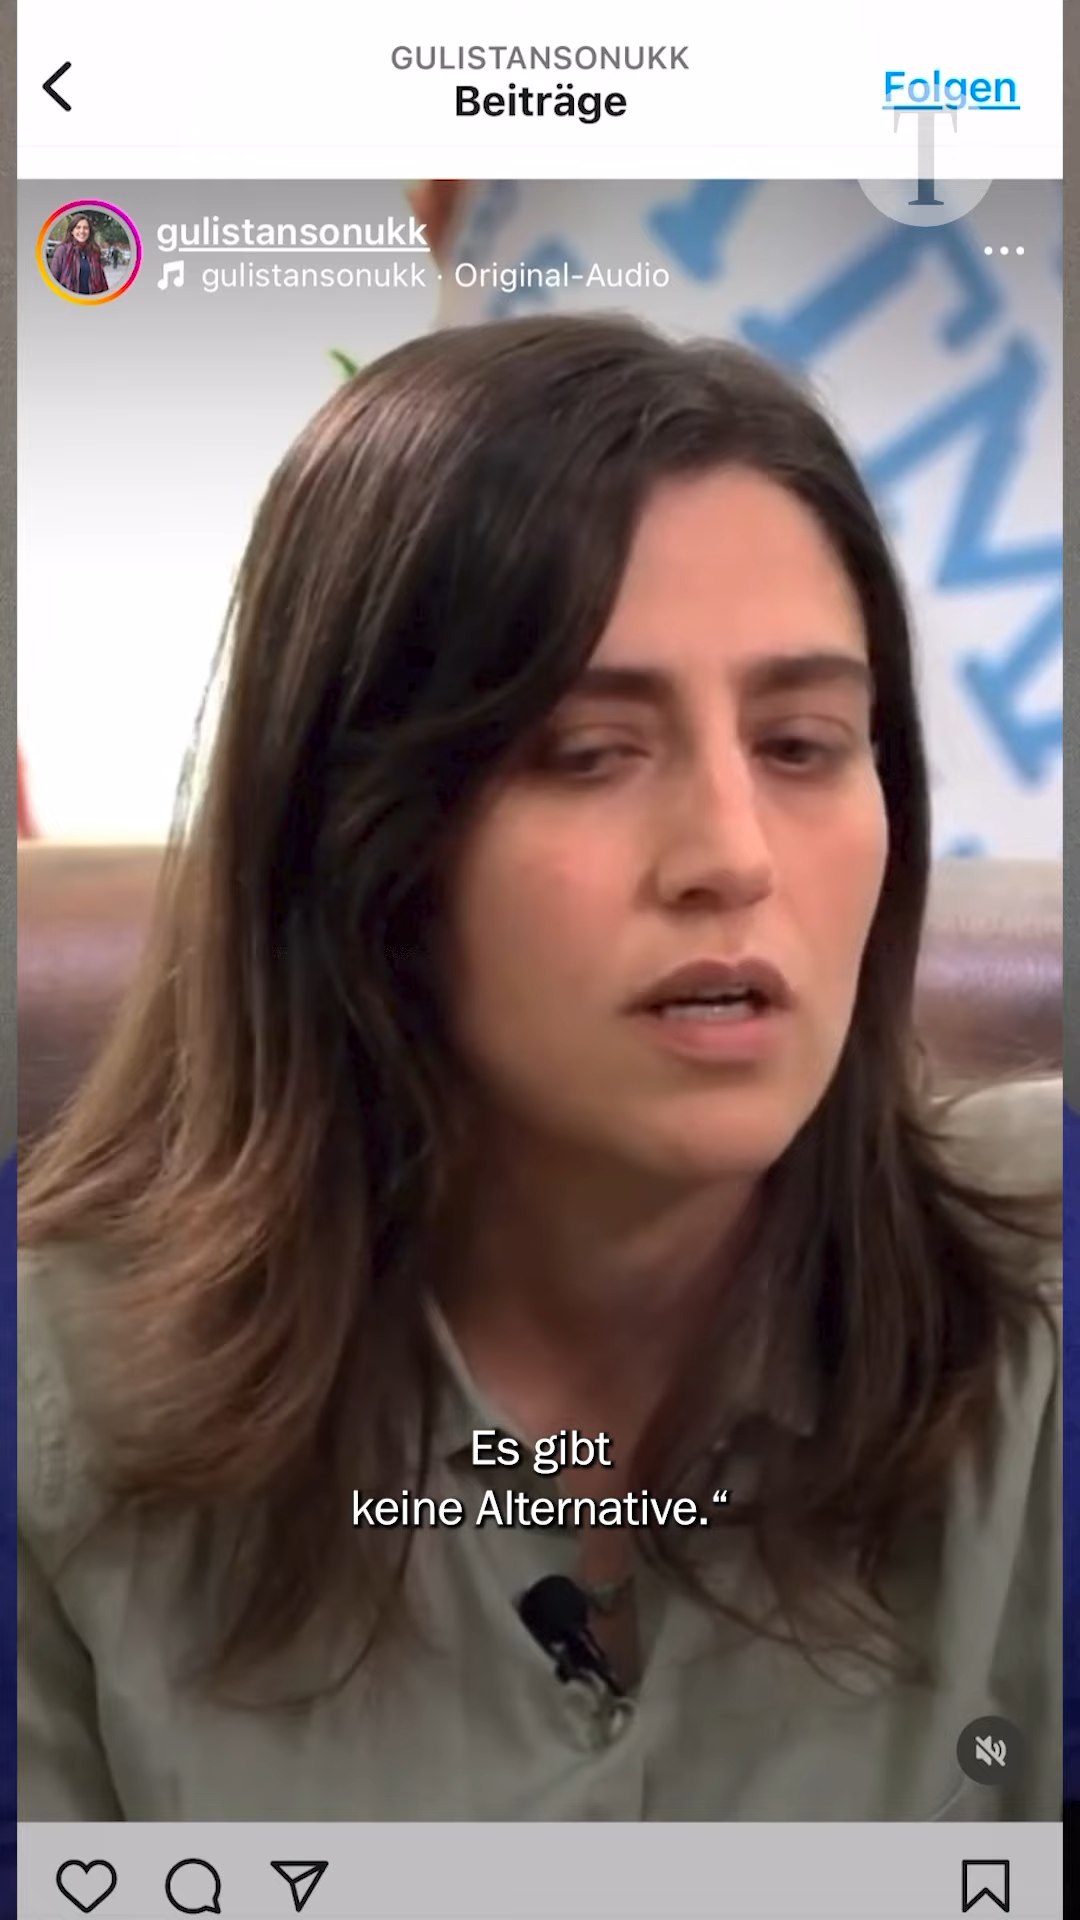 GULISTANSONUKK
Beiträge
Folgen
T
gulistansonukk
gulistansonukk · Original-Audio
Es gibt
keine Alternative.“